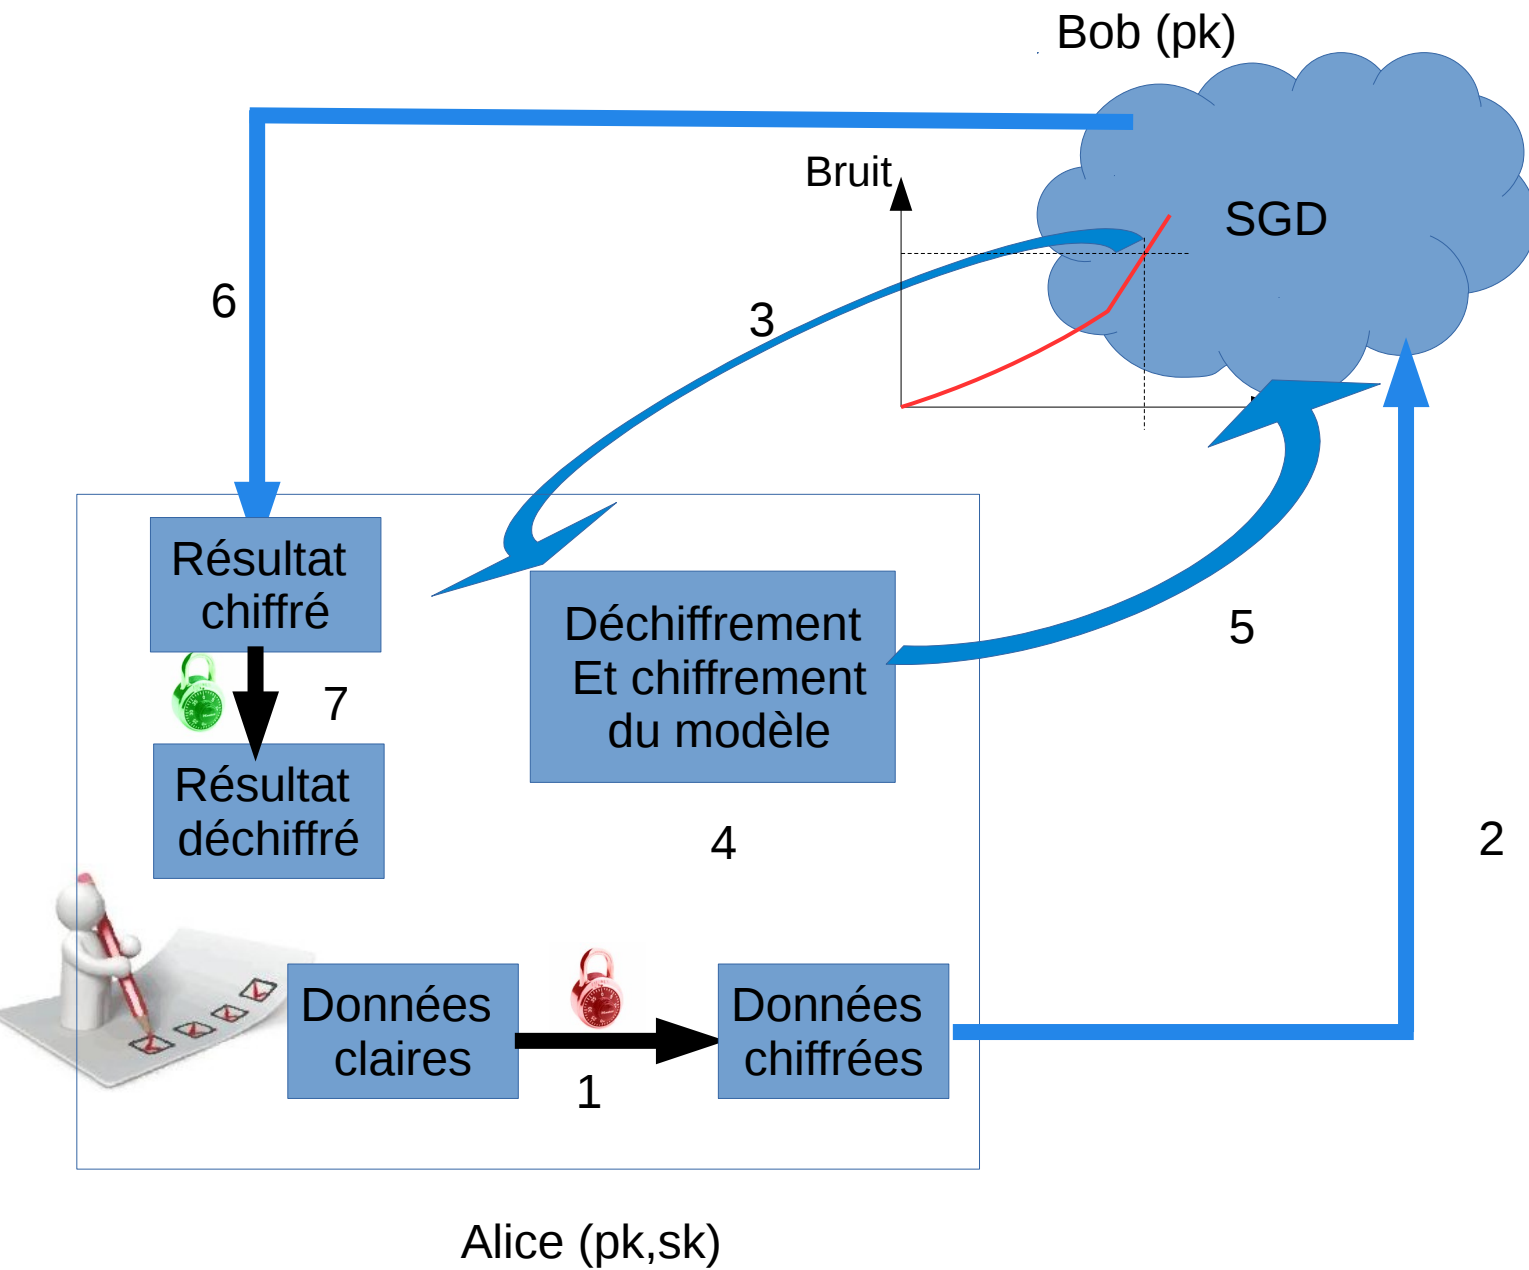 Bob (pk)
Bruit
SGD
6
3
Résultat
chiffré
Déchiffrement
Et chiffrement
du modèle
5
7
Résultat
déchiffré
4
2
Données
claires
Données
chiffrées
1
Alice (pk,sk)